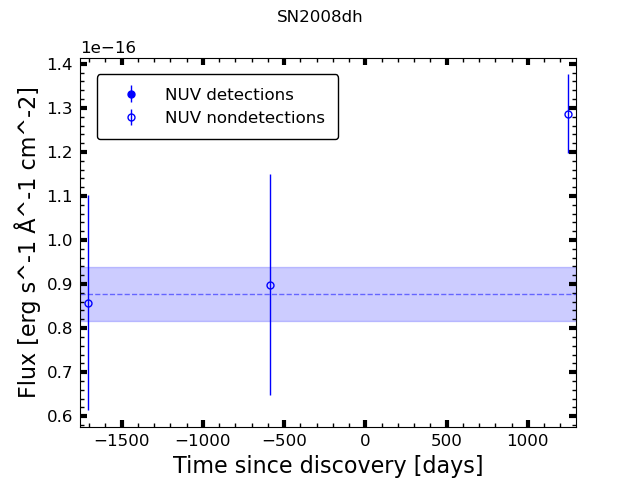 SN2008dh
1e−16
1.4
1.3
1.2
1.1
1.0
0.9
0.8
0.7
0.6
Flux [erg s^-1 Å^-1 cm^-2]
NUV detections
NUV nondetections
−1500 −1000 −500 0 500 1000
Time since discovery [days]